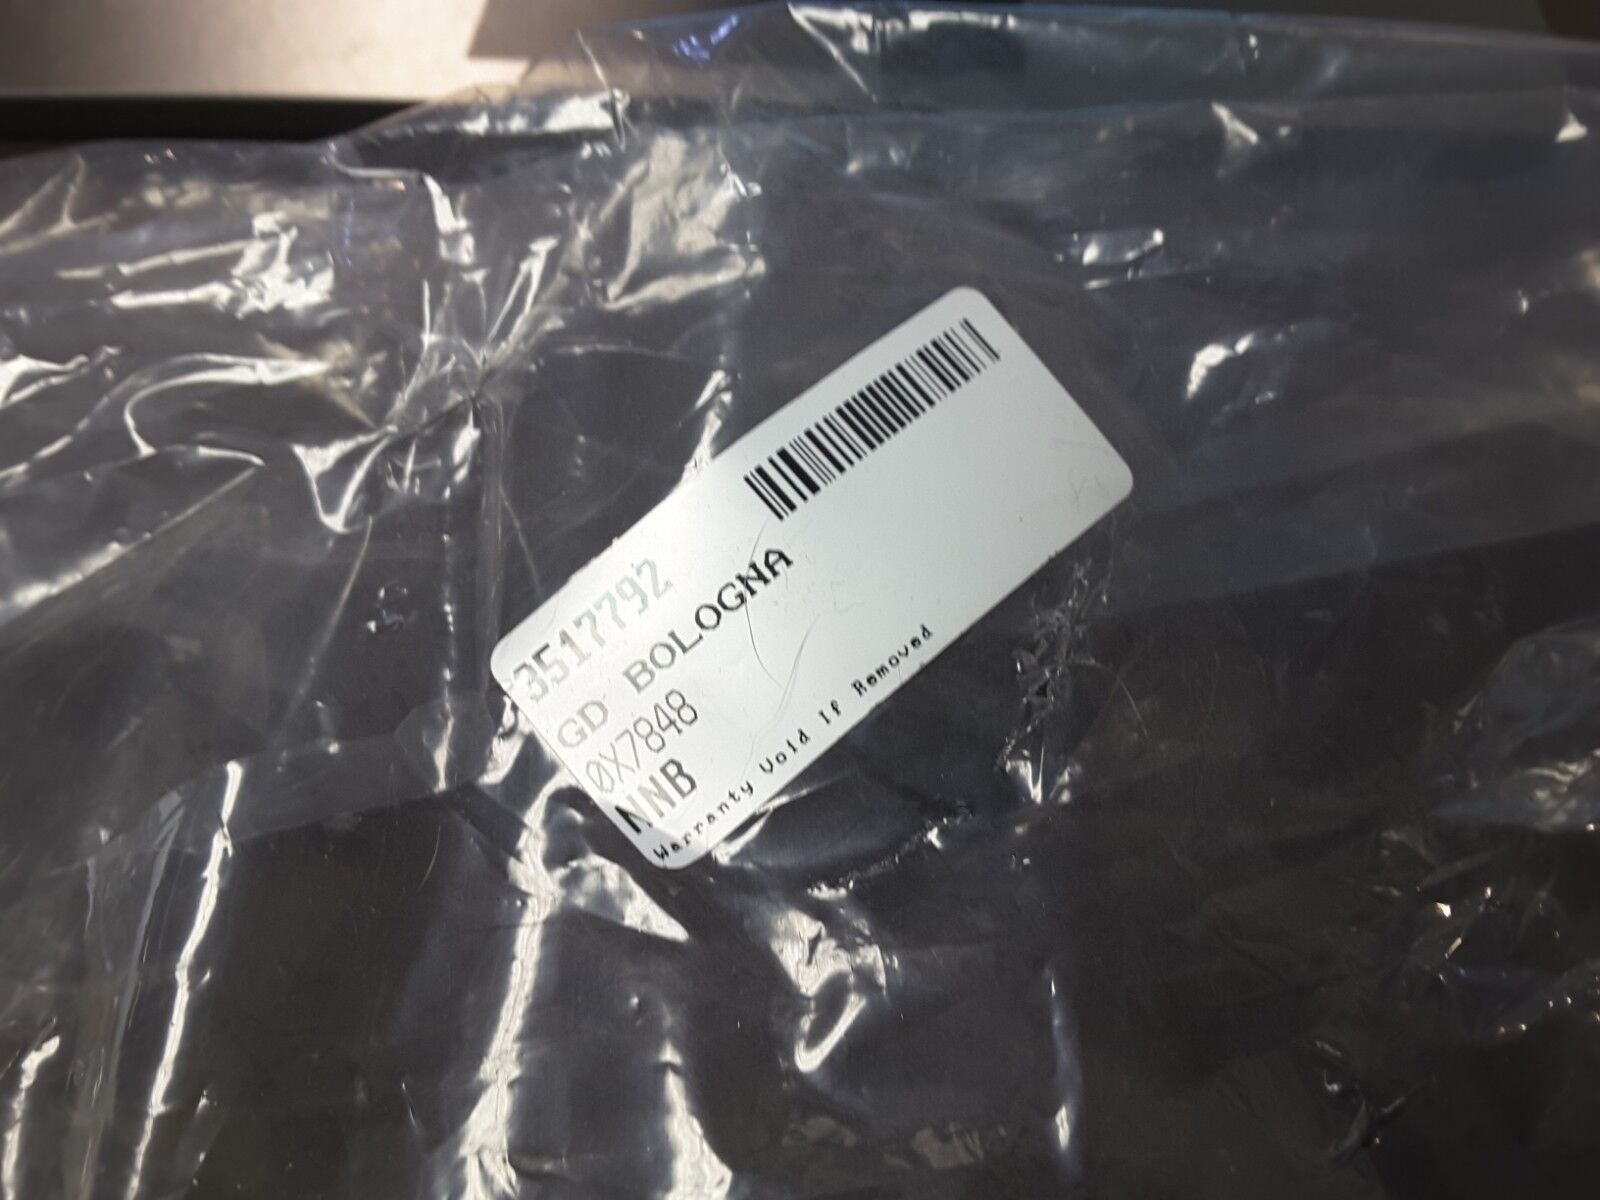 3517792
GD BOLOGNA
0X7848
NNB
Warranty Void If Removed